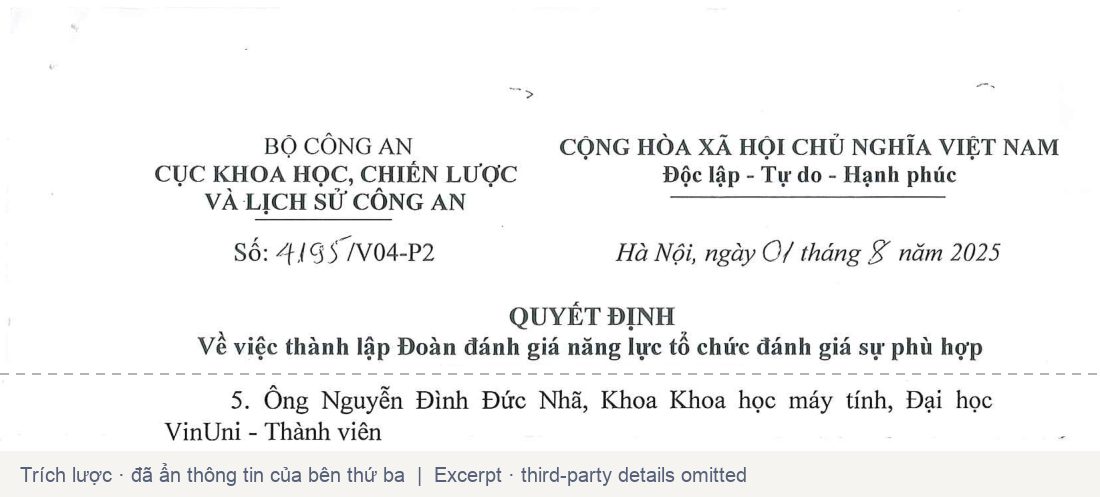 BỘ CÔNG AN
CỤC KHOA HỌC, CHIẾN LƯỢC
VÀ LỊCH SỬ CÔNG AN
Số: 4195/V04-P2
CỘNG HÒA XÃ HỘI CHỦ NGHĨA VIỆT NAM
Độc lập - Tự do - Hạnh phúc
Hà Nội, ngày 01 tháng 8 năm 2025
QUYẾT ĐỊNH
Về việc thành lập Đoàn đánh giá năng lực tổ chức đánh giá sự phù hợp
5. Ông Nguyễn Đình Đức Nhã, Khoa Khoa học máy tính, Đại học
VinUni - Thành viên
Trích lược · đã ẩn thông tin của bên thứ ba | Excerpt · third-party details omitted